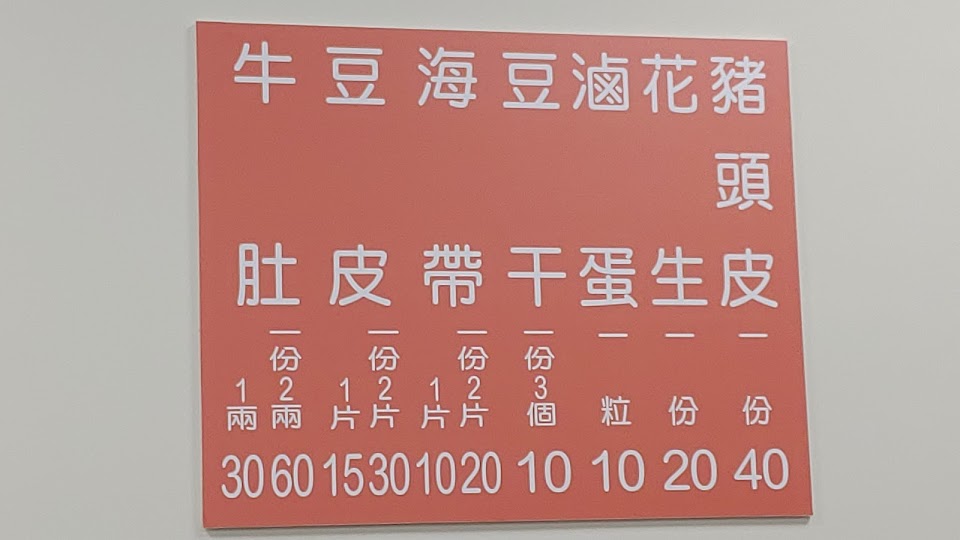 豬頭皮 一份 40
花生 一份 20
滷蛋 一粒 10
豆干 一份3個 10
海帶 一份2片 20
1片 10
豆皮 一份2片 30
1片 15
牛肚 一份2兩 60
1兩 30